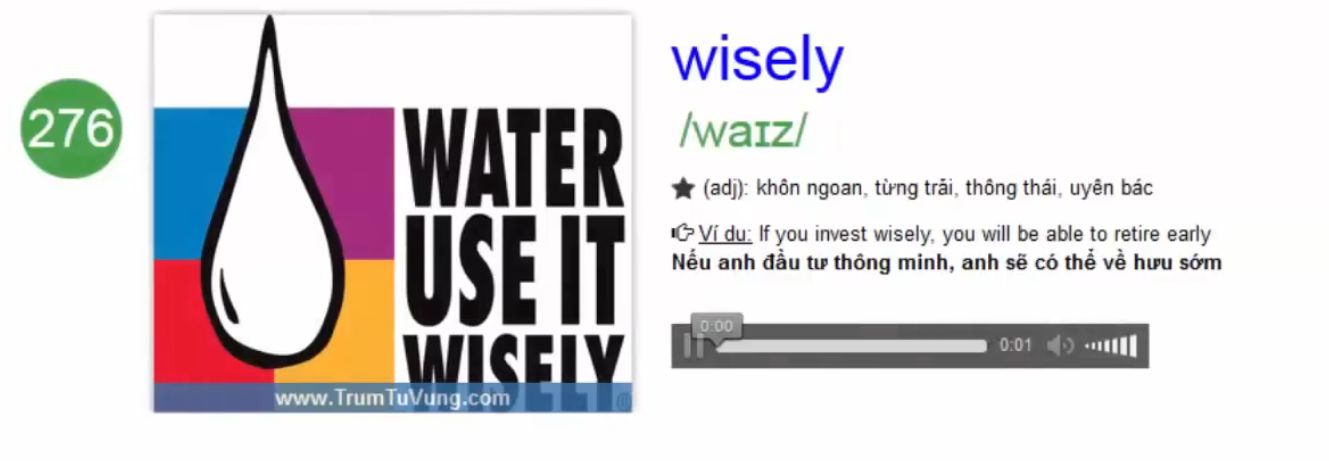 276
WATER
USE IT
WISELY
www.TrumTuVung.com
wisely
/waɪz/
(adj): khôn ngoan, từng trải, thông thái, uyên bác
Ví du: If you invest wisely, you will be able to retire early
Nếu anh đầu tư thông minh, anh sẽ có thể về hưu sớm
0:00
0:01